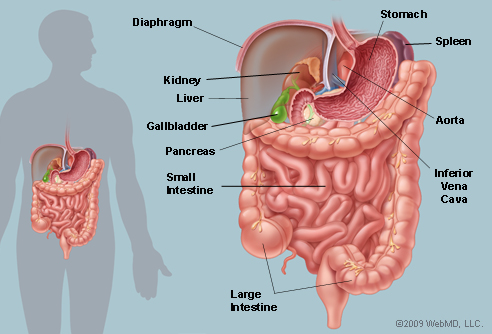 Diaphragm
Stomach
Spleen
Kidney
Liver
Gallbladder
Aorta
Pancreas
Small
Intestine
Inferior
Vena
Cava
Large
Intestine
©2009 WebMD, LLC.